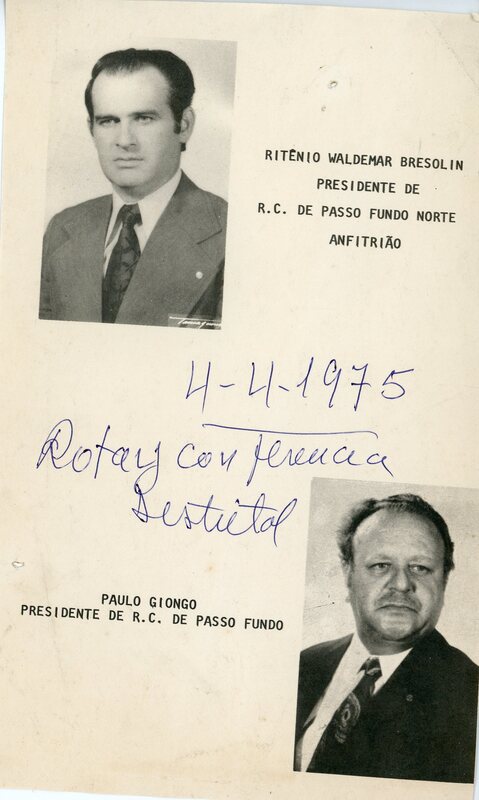 RITÊNIO WALDEMAR BRESOLIN
PRESIDENTE DE
R.C. DE PASSO FUNDO NORTE
ANFITRIÃO
4-4-1975
Rotary conferencia
Destrital
PAULO GIONGO
PRESIDENTE DE R.C. DE PASSO FUNDO